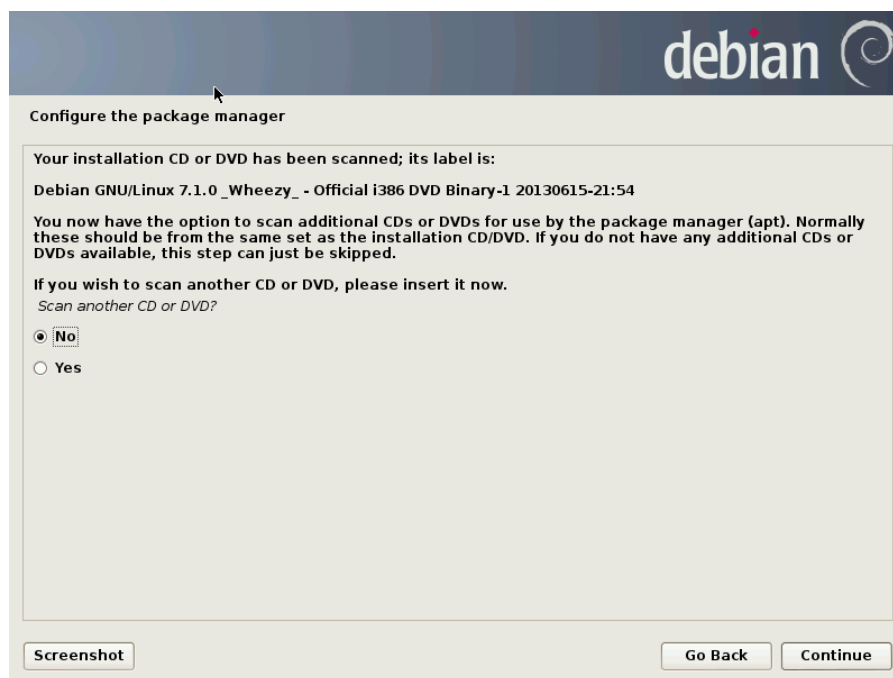 debian
Configure the package manager
Your installation CD or DVD has been scanned; its label is:
Debian GNU/Linux 7.1.0 _Wheezy_ - Official i386 DVD Binary-1 20130615-21:54
You now have the option to scan additional CDs or DVDs for use by the package manager (apt). Normally
these should be from the same set as the installation CD/DVD. If you do not have any additional CDs or
DVDs available, this step can just be skipped.
If you wish to scan another CD or DVD, please insert it now.
Scan another CD or DVD?
No
Yes
Screenshot
Go Back
Continue